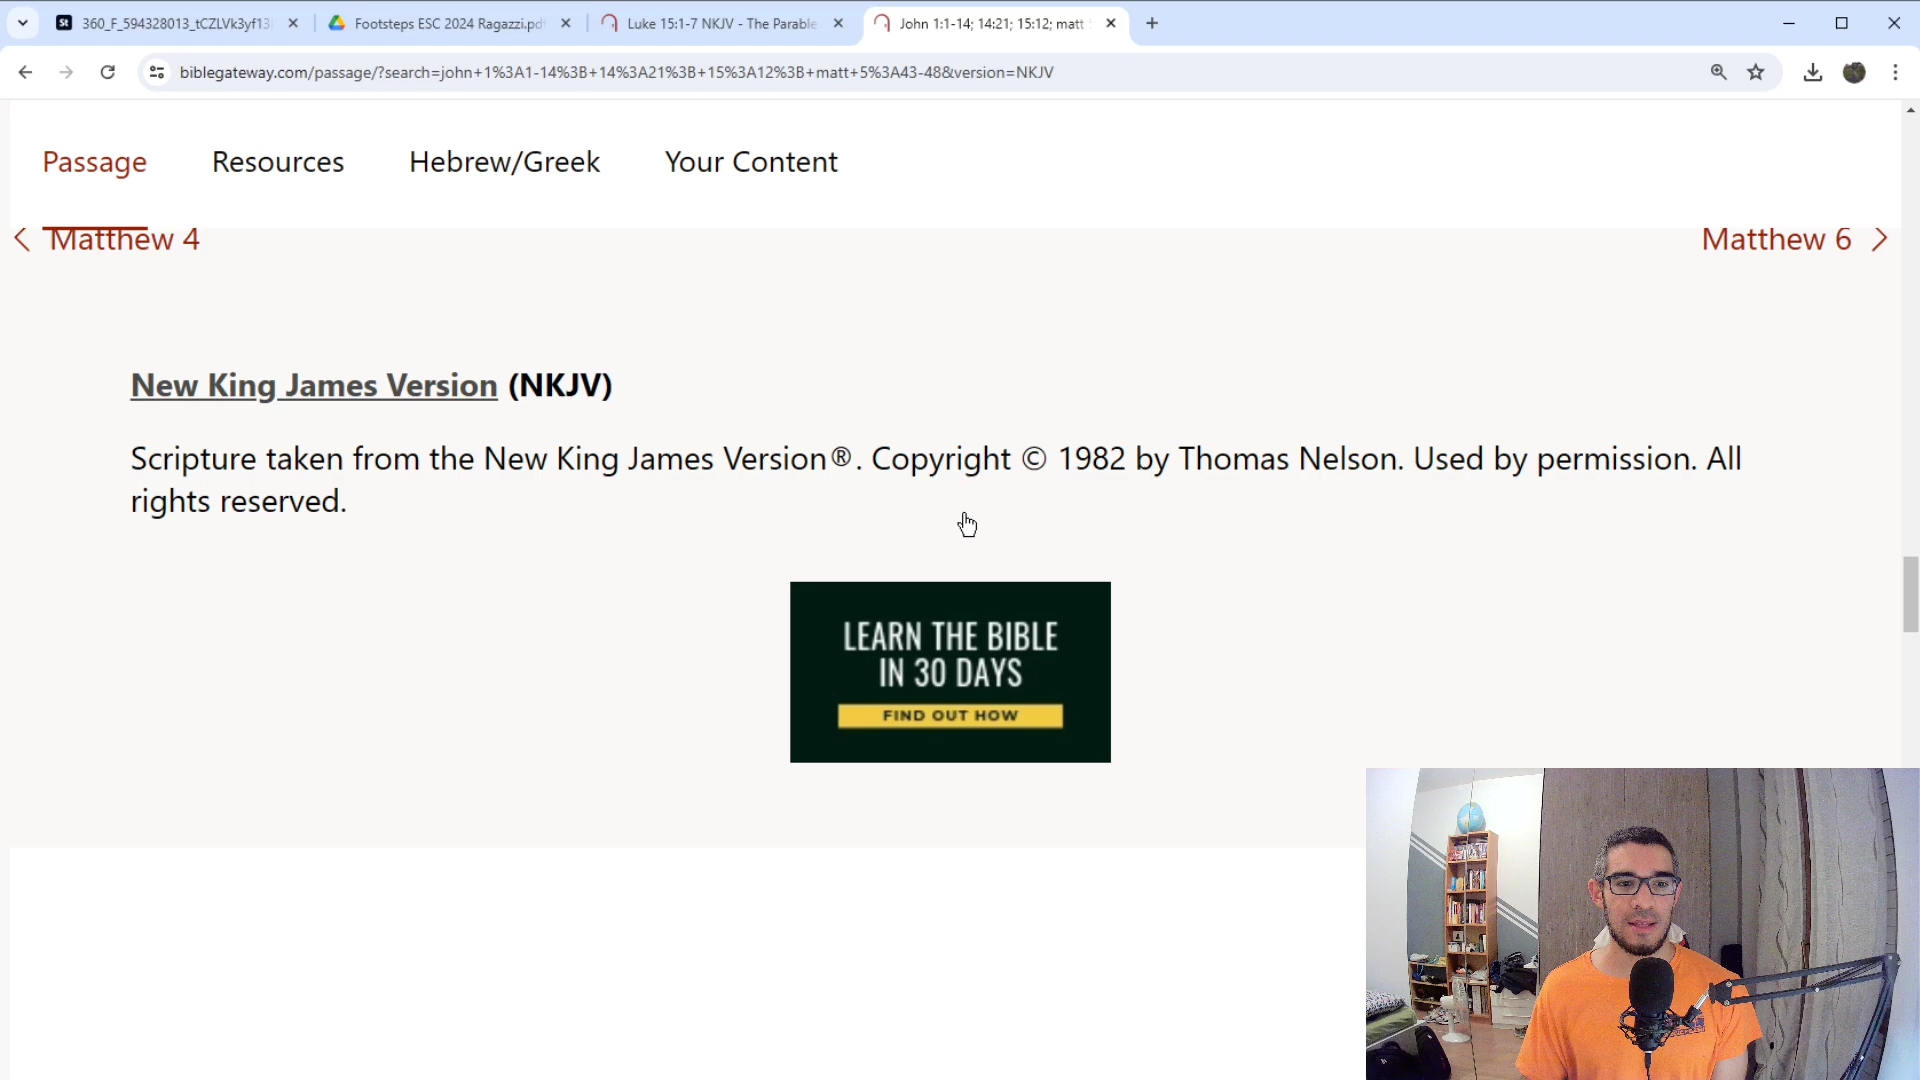 St 360_F_594328013_tCZLVk3yf13
Footsteps ESC 2024 Ragazzi.pdf
Luke 15:1-7 NKJV - The Parable
John 1:1-14; 14:21; 15:12; matt
biblegateway.com/passage/?search=john+1%3A1-14%3B+14%3A21%3B+15%3A12%3B+matt+5%3A43-48&version=NKJV
Passage Resources Hebrew/Greek Your Content
Matthew 4
Matthew 6
New King James Version (NKJV)
Scripture taken from the New King James Version®. Copyright © 1982 by Thomas Nelson. Used by permission. All
rights reserved.
LEARN THE BIBLE
IN 30 DAYS
FIND OUT HOW